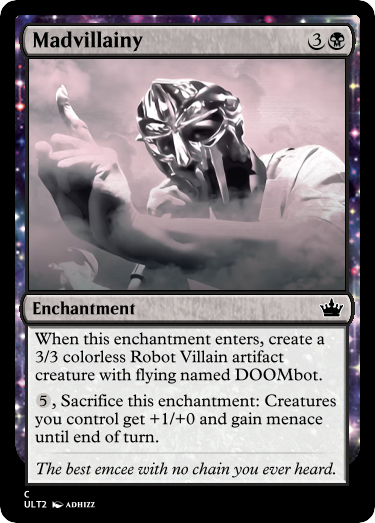 Madvillainy 3
Enchantment
When this enchantment enters, create a
3/3 colorless Robot Villain artifact
creature with flying named DOOMbot.
5, Sacrifice this enchantment: Creatures
you control get +1/+0 and gain menace
until end of turn.
The best emcee with no chain you ever heard.
C
ULT2 ADHIZZ